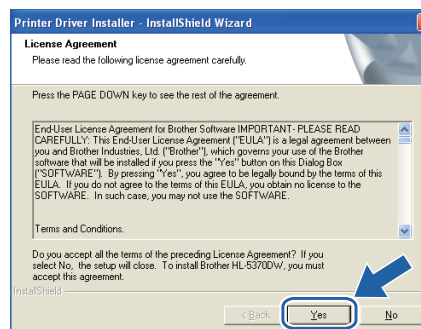 Printer Driver Installer - InstallShield Wizard
License Agreement
Please read the following license agreement carefully.
Press the PAGE DOWN key to see the rest of the agreement.
End-User License Agreement for Brother Software IMPORTANT- PLEASE READ
CAREFULLY: This End-User License Agreement ("EULA") is a legal agreement between
you and Brother Industries, Ltd. ("Brother"), which governs your use of the Brother
software that will be installed if you press the "Yes" button on this Dialog Box
("SOFTWARE"). By pressing "Yes", you agree to be legally bound by the terms of this
EULA. If you do not agree to the terms of this EULA, you obtain no license to the
SOFTWARE. In such case, you may not use the SOFTWARE.
Terms and Conditions.
Do you accept all the terms of the preceding License Agreement? If you
select No, the setup will close. To install Brother HL-5370DW, you must
accept this agreement.
InstallShield
< Back Yes No